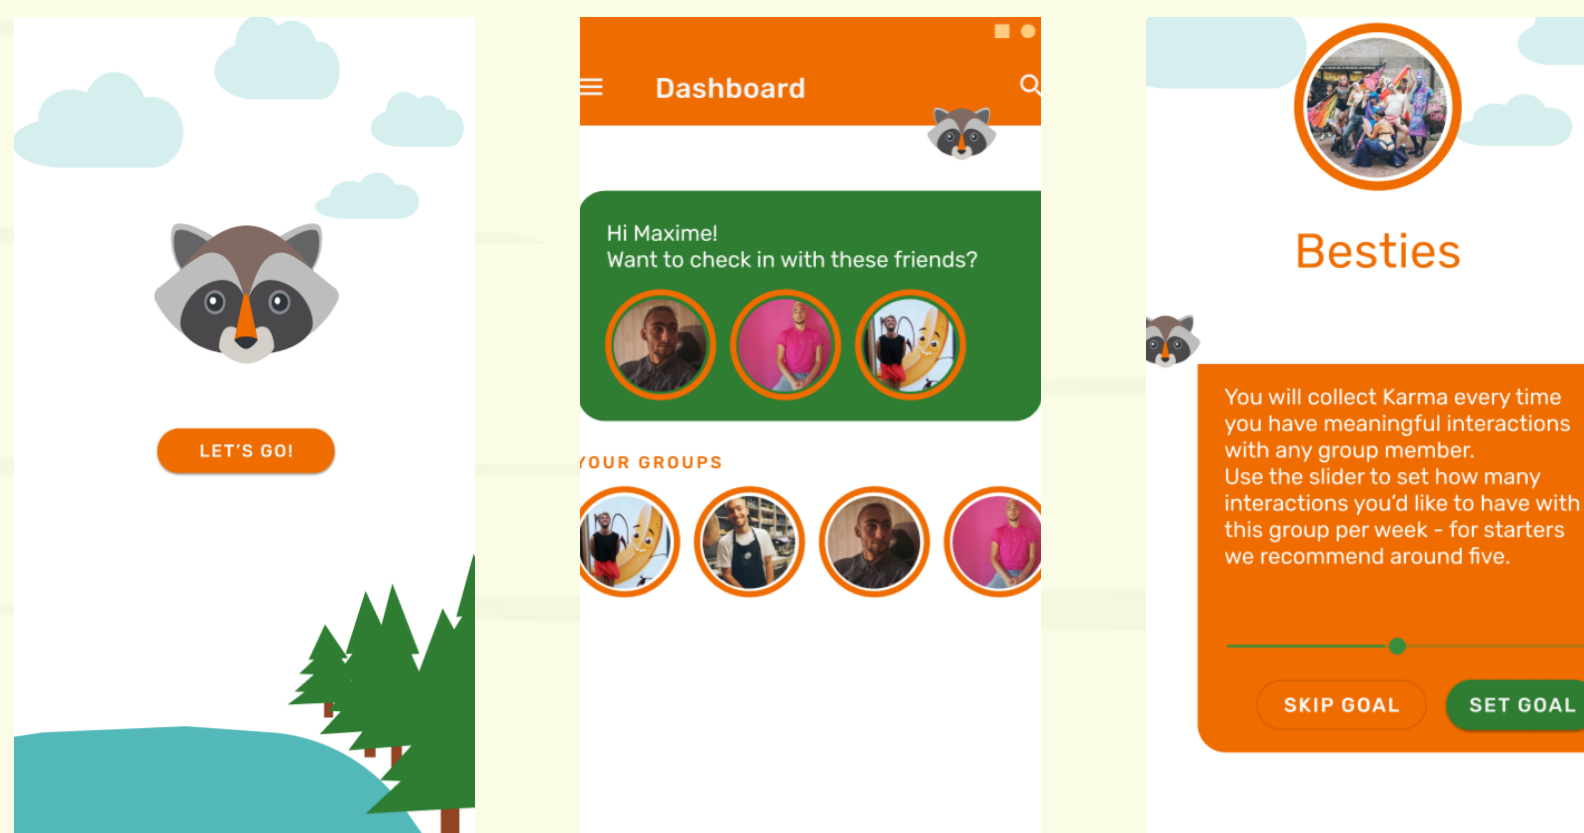 LET'S GO!
Dashboard
Hi Maxime!
Want to check in with these friends?
YOUR GROUPS
Besties
You will collect Karma every time
you have meaningful interactions
with any group member.
Use the slider to set how many
interactions you'd like to have with
this group per week - for starters
we recommend around five.
SKIP GOAL
SET GOAL